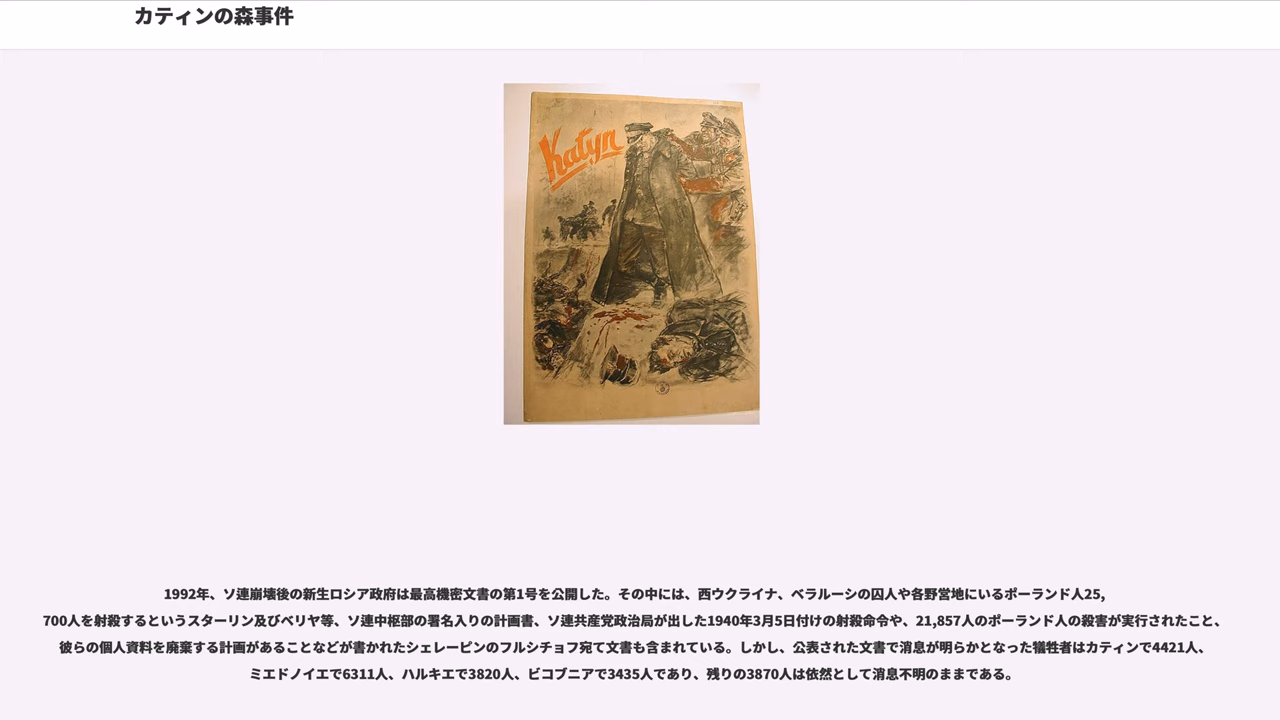 カティンの森事件
Katyn
1992年、ソ連崩壊後の新生ロシア政府は最高機密文書の第1号を公開した。その中には、西ウクライナ、ベラルーシの囚人や各野営地にいるポーランド人25,
700人を射殺するというスターリン及びベリヤ等、ソ連中枢部の署名入りの計画書、ソ連共産党政治局が出した1940年3月5日付けの射殺命令や、21,857人のポーランド人の殺害が実行されたこと、
彼らの個人資料を廃棄する計画があることなどが書かれたシェレーピンのフルシチョフ宛て文書も含まれている。しかし、公表された文書で消息が明らかとなった犠牲者はカティンで4421人、
ミエドノイエで6311人、ハルキエで3820人、ビコブニアで3435人であり、残りの3870人は依然として消息不明のままである。